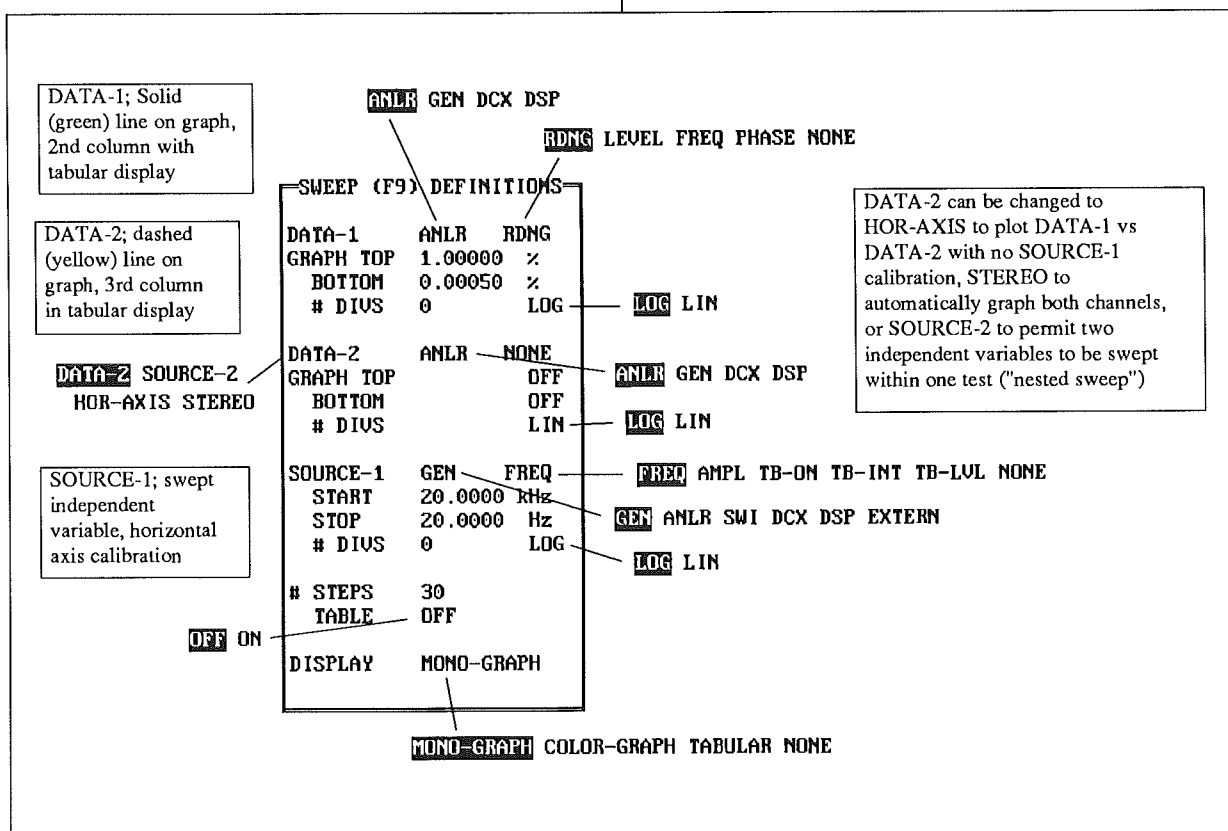 DATA-1; Solid
(green) line on graph,
2nd column with
tabular display
ANLR GEN DCX DSP
RDNG LEVEL FREQ PHASE NONE
DATA-2; dashed
(yellow) line on
graph, 3rd column
in tabular display
SWEEP (F9) DEFINITIONS
DATA-1 ANLR RDNG
GRAPH TOP 1.00000 %
BOTTOM 0.00050 %
# DIVS 0 LOG
LOG LIN
DATA-2 can be changed to
HOR-AXIS to plot DATA-1 vs
DATA-2 with no SOURCE-1
calibration, STEREO to
automatically graph both channels,
or SOURCE-2 to permit two
independent variables to be swept
within one test ("nested sweep")
DATA-2 SOURCE-2
HOR-AXIS STEREO
DATA-2 ANLR NONE
GRAPH TOP OFF
BOTTOM OFF
# DIVS LIN
ANLR GEN DCX DSP
LOG LIN
SOURCE-1; swept
independent
variable, horizontal
axis calibration
SOURCE-1 GEN FREQ
START 20.0000 kHz
STOP 20.0000 Hz
# DIVS 0 LOG
FREQ AMPL TB-ON TB-INT TB-LVL NONE
GEN ANLR SWI DCX DSP EXTERN
LOG LIN
# STEPS 30
TABLE OFF
OFF ON
DISPLAY MONO-GRAPH
MONO-GRAPH COLOR-GRAPH TABULAR NONE